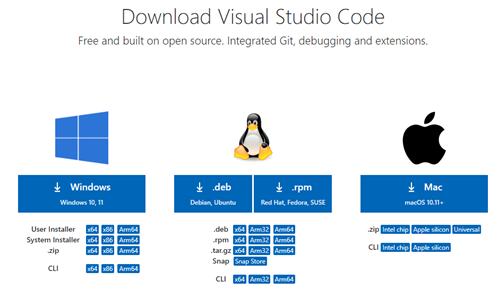 Download Visual Studio Code
Free and built on open source. Integrated Git, debugging and extensions.
Windows
Windows 10, 11
User Installer x64 x86 Arm64
System Installer x64 x86 Arm64
.zip x64 x86 Arm64
CLI x64 x86 Arm64
.deb
Debian, Ubuntu
.rpm
Red Hat, Fedora, SUSE
.deb x64 Arm32 Arm64
.rpm x64 Arm32 Arm64
.tar.gz x64 Arm32 Arm64
Snap Snap Store
CLI x64 Arm32 Arm64
Mac
macOS 10.11+
.zip Intel chip Apple silicon Universal
CLI Intel chip Apple silicon